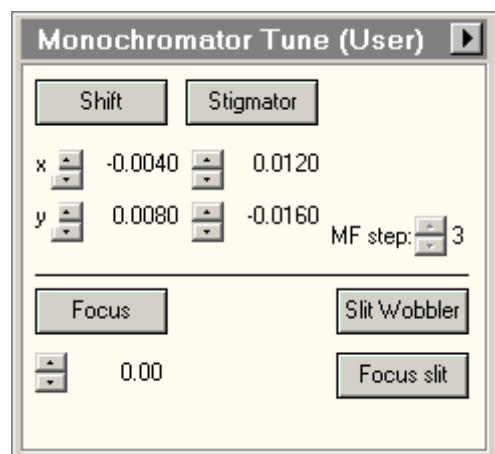 Monochromator Tune (User)
Shift Stigmator
x -0.0040 0.0120
y 0.0080 -0.0160 MF step: 3
Focus Slit Wobbler
0.00 Focus slit